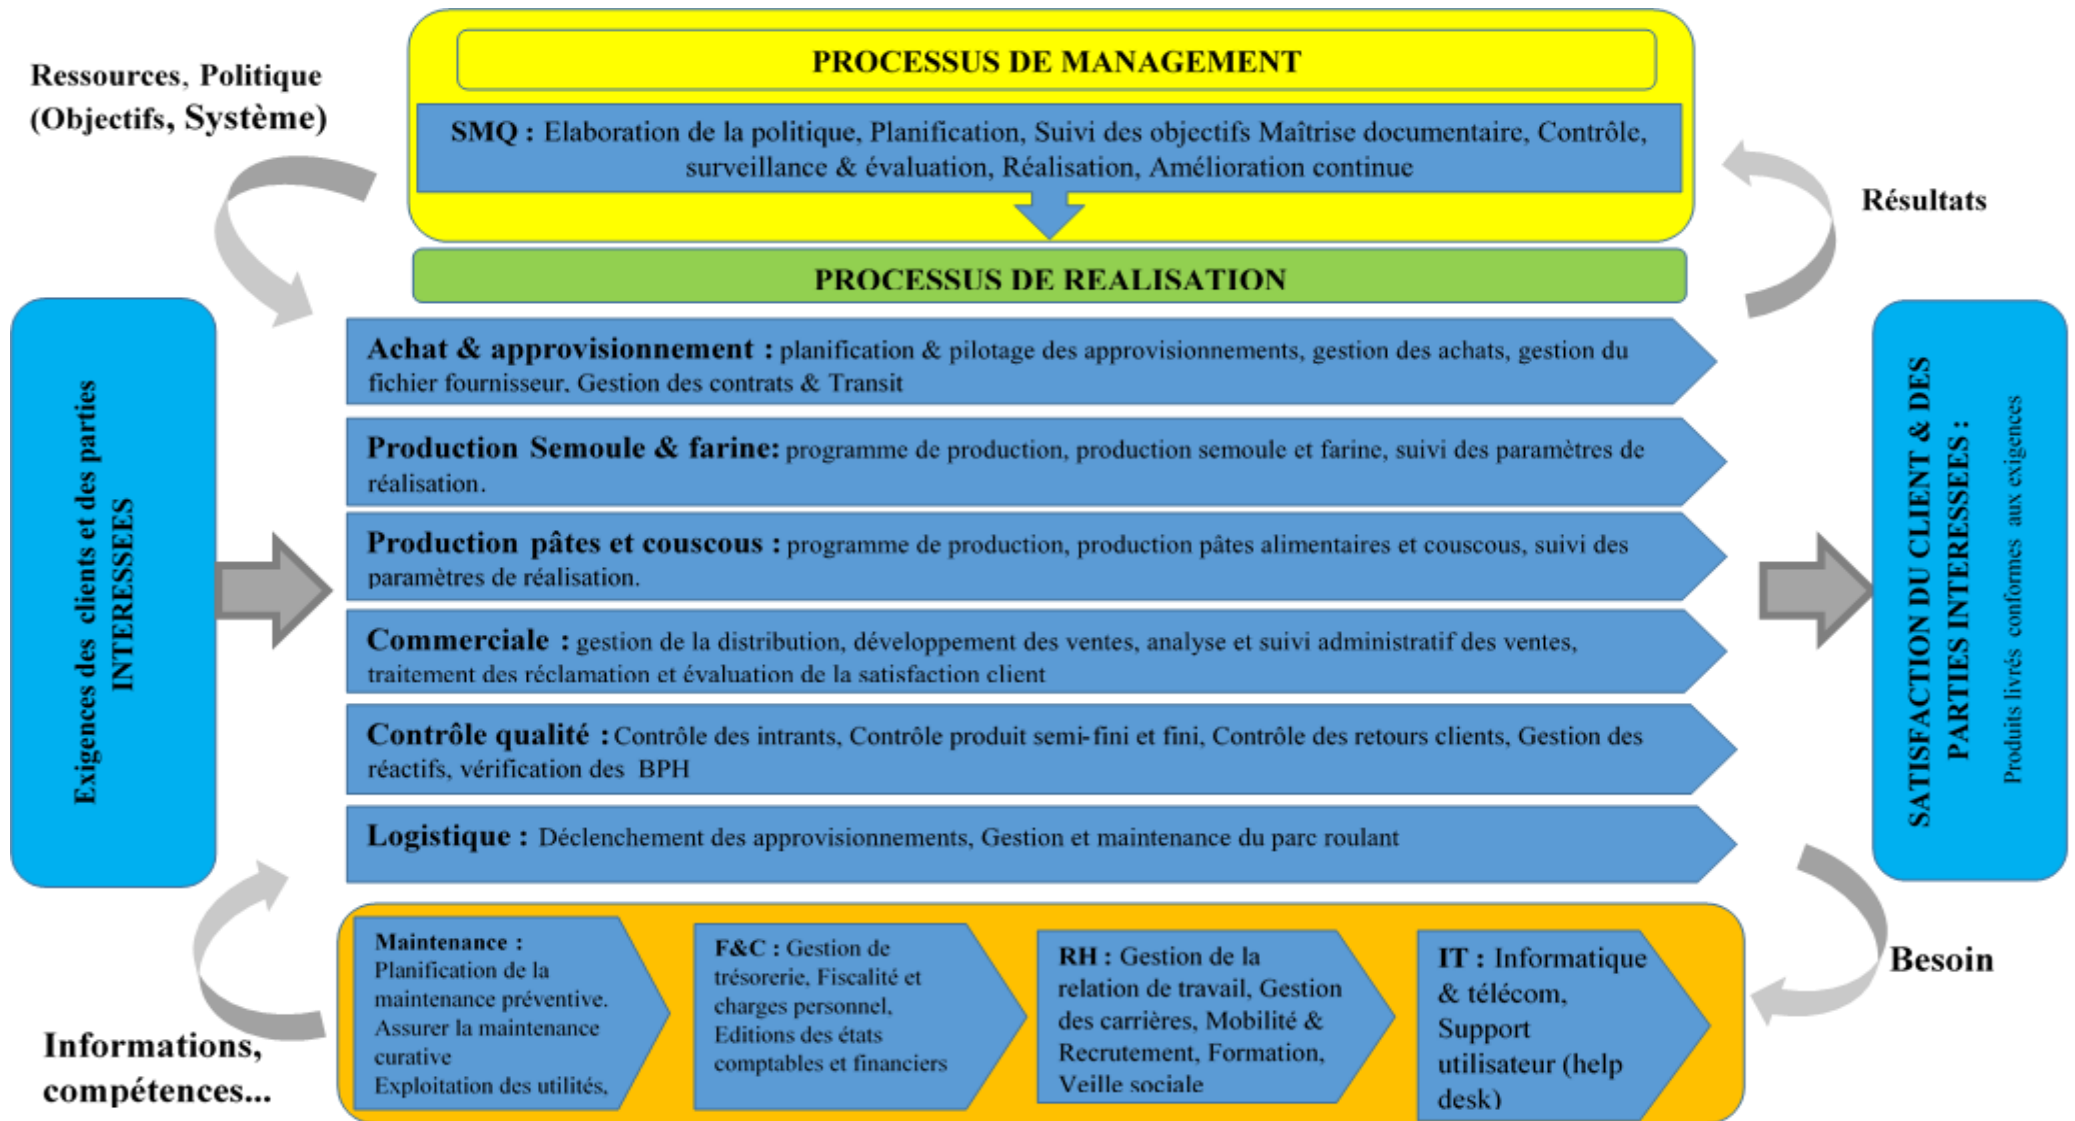 Ressources, Politique
(Objectifs, Système)
PROCESSUS DE MANAGEMENT
SMQ : Elaboration de la politique, Planification, Suivi des objectifs Maîtrise documentaire, Contrôle,
surveillance & évaluation, Réalisation, Amélioration continue
Résultats
PROCESSUS DE REALISATION
Exigences des clients et des parties
INTERESSEES
Achat & approvisionnement : planification & pilotage des approvisionnements, gestion des achats, gestion du
fichier fournisseur. Gestion des contrats & Transit
Production Semoule & farine: programme de production, production semoule et farine, suivi des paramètres de
réalisation.
Production pâtes et couscous : programme de production, production pâtes alimentaires et couscous, suivi des
paramètres de réalisation.
Commerciale : gestion de la distribution, développement des ventes, analyse et suivi administratif des ventes,
traitement des réclamation et évaluation de la satisfaction client
Contrôle qualité : Contrôle des intrants, Contrôle produit semi-fini et fini, Contrôle des retours clients, Gestion des
réactifs, vérification des BPH
Logistique : Déclenchement des approvisionnements, Gestion et maintenance du parc roulant
SATISFACTION DU CLIENT & DES
PARTIES INTERESEES :
Produits livrés conformes aux exigences
Informations,
compétences...
Maintenance :
Planification de la
maintenance préventive.
Assurer la maintenance
curative
Exploitation des utilités,
F&C : Gestion de
trésorerie, Fiscalité et
charges personnel,
Editions des états
comptables et financiers
RH : Gestion de la
relation de travail, Gestion
des carrières, Mobilité &
Recrutement, Formation,
Veille sociale
IT : Informatique
& télécom,
Support
utilisateur (help
desk)
Besoin